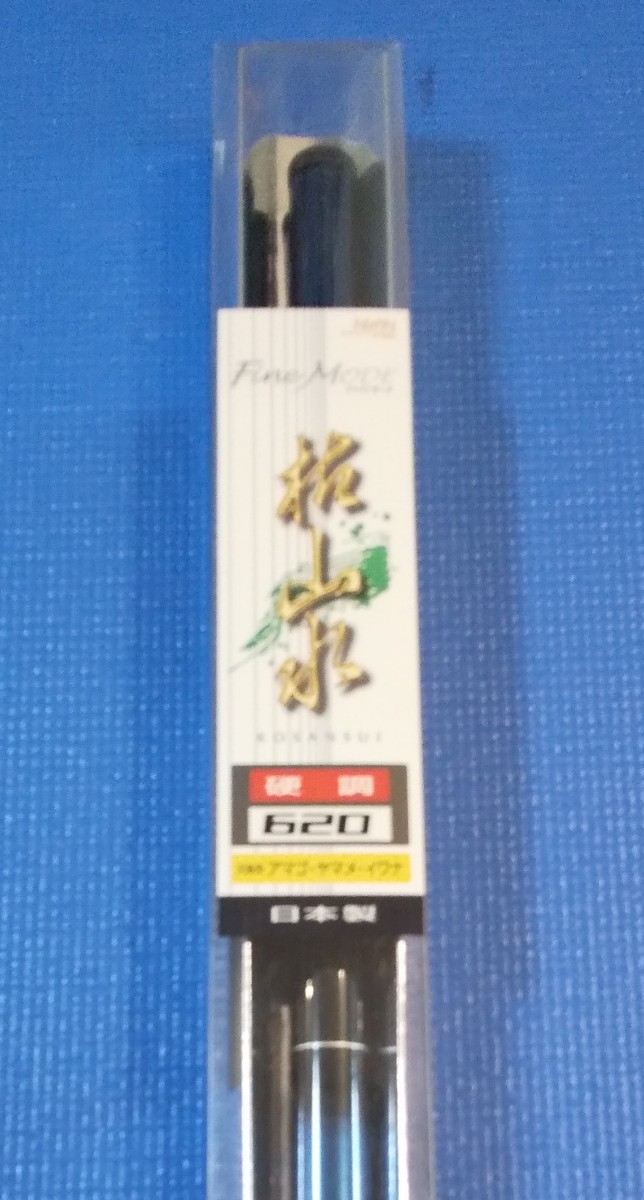 Fine MODE
枯山水
KOSANSUI
硬調
620
アマゴ・ヤマメ・イワナ
日本製